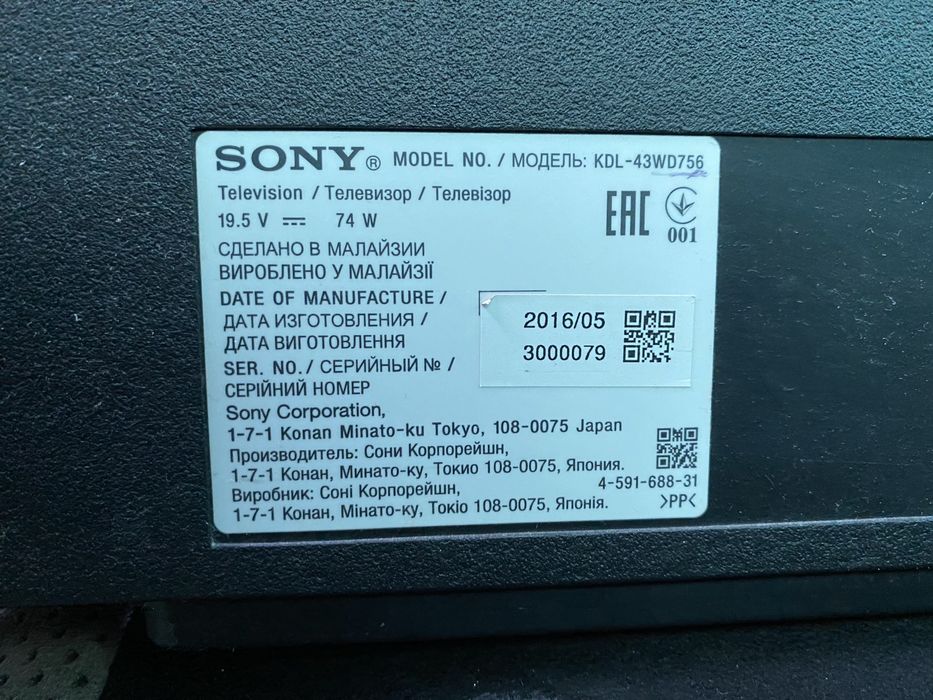 SONY® MODEL NO. / МОДЕЛЬ: KDL-43WD756
Television / Телевизор / Телевізор
19.5 V ⎓ 74 W
EAC
001
СДЕЛАНО В МАЛАЙЗИИ
ВИРОБЛЕНО У МАЛАЙЗІЇ
DATE OF MANUFACTURE /
ДАТА ИЗГОТОВЛЕНИЯ /
ДАТА ВИГОТОВЛЕННЯ
2016/05
SER. NO. / СЕРИЙНЫЙ № /
СЕРІЙНИЙ НОМЕР
3000079
Sony Corporation,
1-7-1 Konan Minato-ku Tokyo, 108-0075 Japan
Производитель: Сони Корпорейшн,
1-7-1 Конан, Минато-ку, Токио 108-0075, Япония.
Виробник: Соні Корпорейшн,
1-7-1 Конан, Мінато-ку, Токіо 108-0075, Японія.
4-591-688-31
>PP<